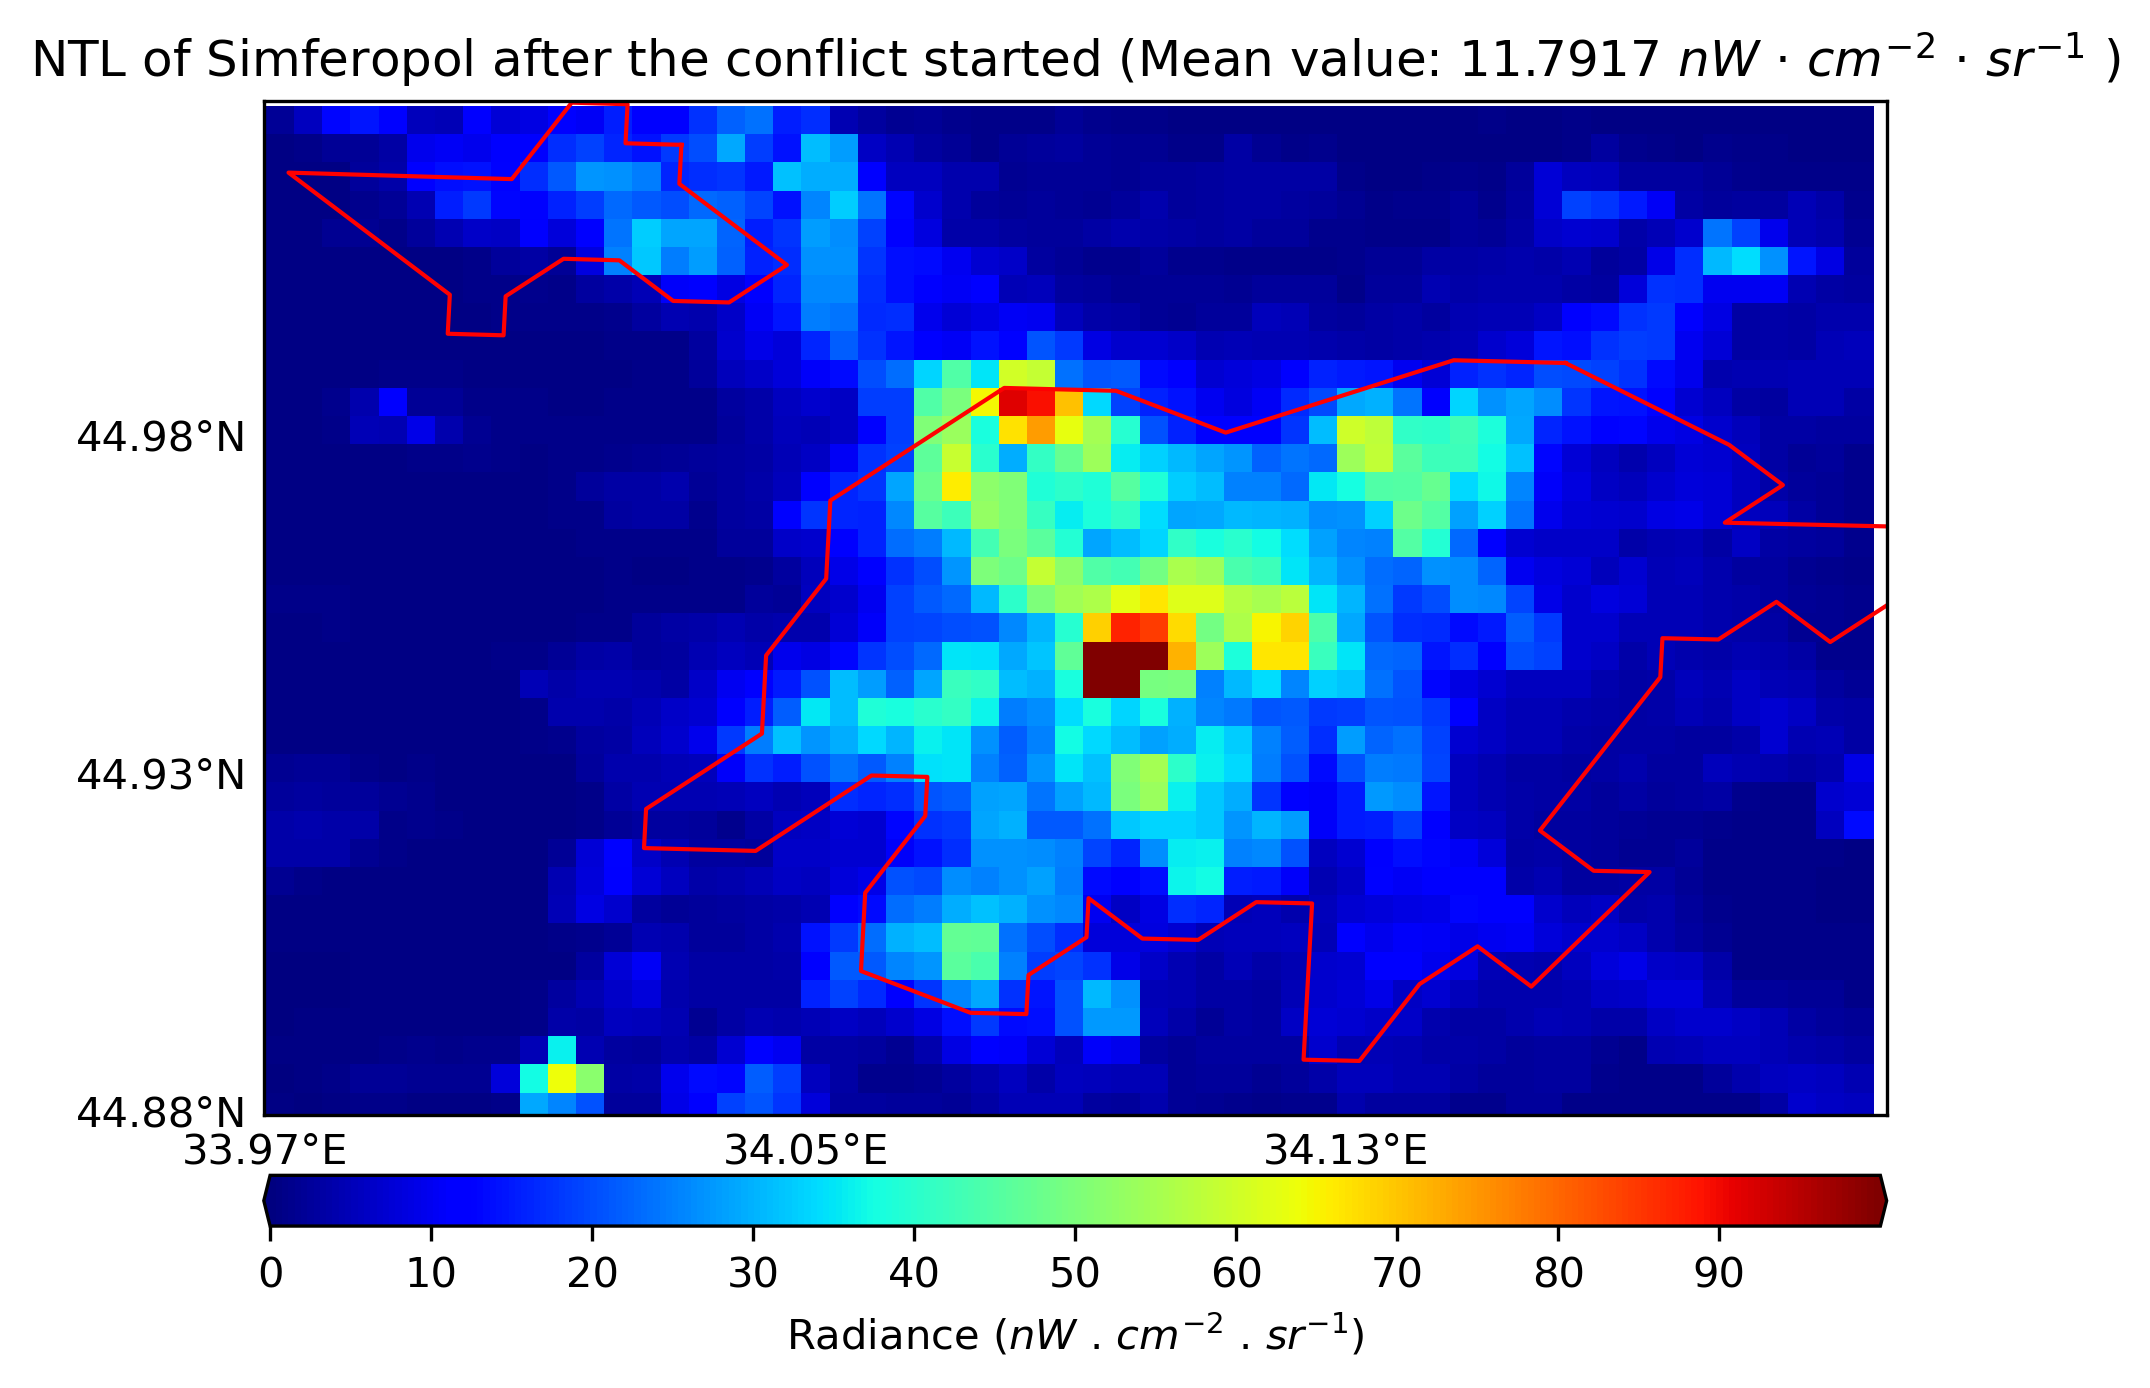 NTL of Simferopol after the conflict started (Mean value: 11.7917 nW · cm⁻² · sr⁻¹ )
44.98°N
44.93°N
44.88°N
33.97°E 34.05°E 34.13°E
0 10 20 30 40 50 60 70 80 90
Radiance (nW . cm⁻² . sr⁻¹)